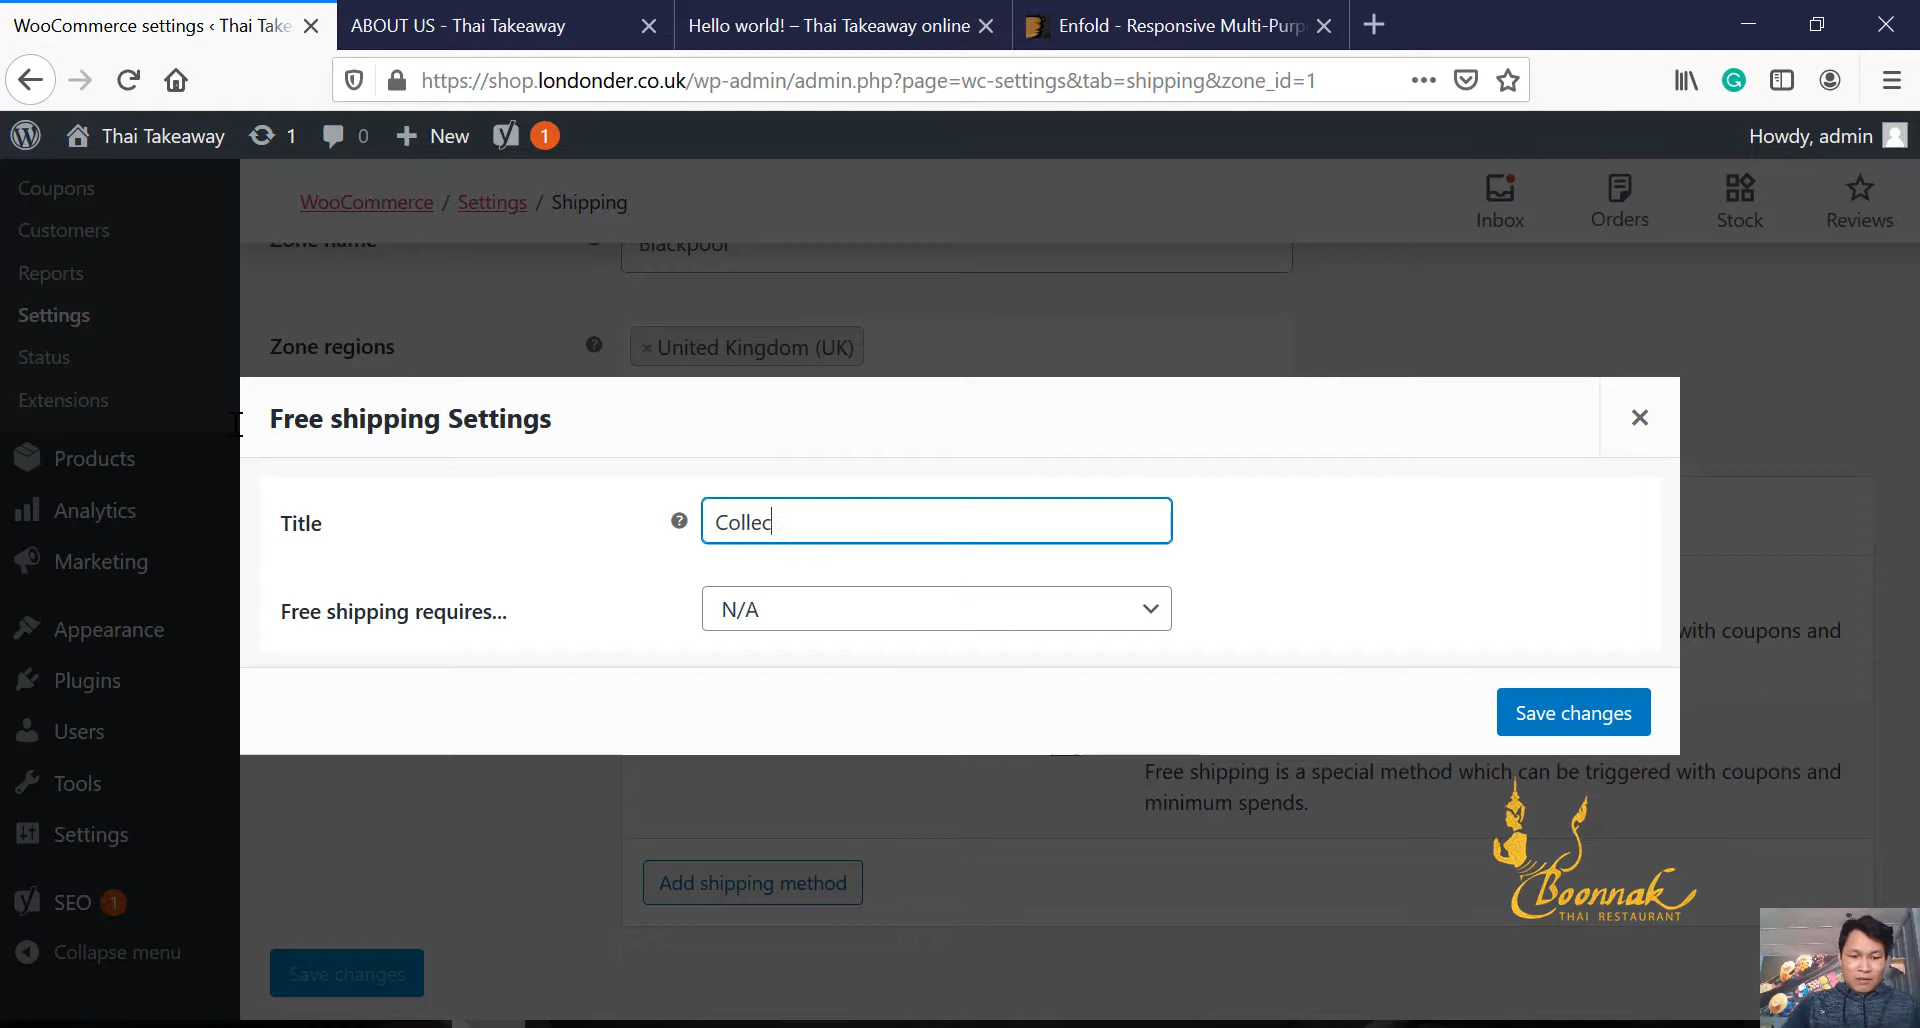 WooCommerce settings ‹ Thai Take
ABOUT US - Thai Takeaway
Hello world! – Thai Takeaway online
Enfold - Responsive Multi-Purp
https://shop.londonder.co.uk/wp-admin/admin.php?page=wc-settings&tab=shipping&zone_id=1
Thai Takeaway
1
0
New
1
Howdy, admin
Coupons
Customers
Reports
Settings
Status
Extensions
Products
Analytics
Marketing
Appearance
Plugins
Users
Tools
Settings
SEO 1
Collapse menu
WooCommerce / Settings / Shipping
Inbox
Orders
Stock
Reviews
Zone name
Blackpool
Zone regions
× United Kingdom (UK)
Free shipping Settings
Title
Collec
Free shipping requires...
N/A
Save changes
with coupons and
Free shipping is a special method which can be triggered with coupons and
minimum spends.
Add shipping method
Save changes
Boonnak
THAI RESTAURANT